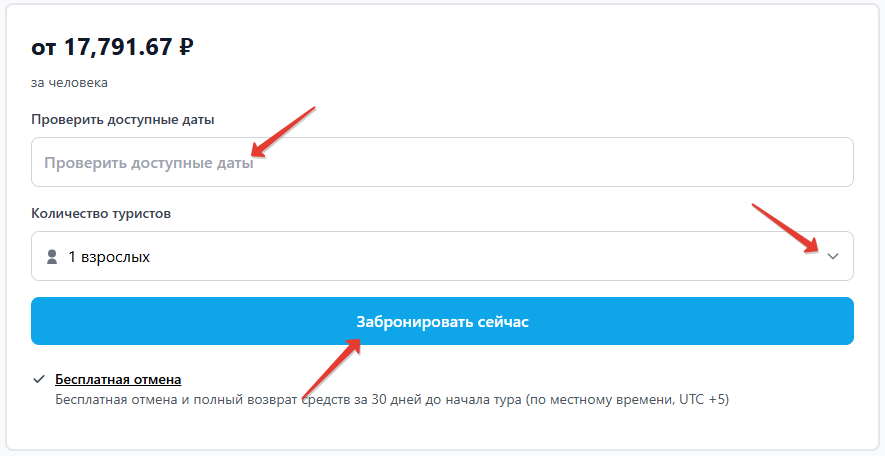 от 17,791.67 ₽
за человека
Проверить доступные даты
Проверить доступные даты
Количество туристов
1 взрослых
Забронировать сейчас
Бесплатная отмена
Бесплатная отмена и полный возврат средств за 30 дней до начала тура (по местному времени, UTC +5)